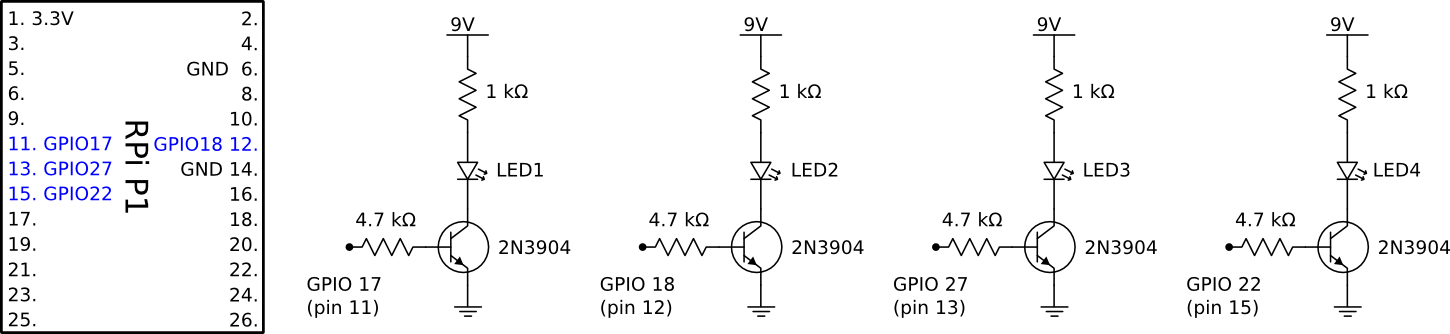 1. 3.3V
2.
3.
4.
5.
GND 6.
6.
8.
9.
10.
11. GPIO17
GPIO18 12.
13. GPIO27
GND 14.
15. GPIO22
16.
17.
18.
19.
20.
21.
22.
23.
24.
25.
26.
RPi P1
9V
1 kΩ
LED1
4.7 kΩ
2N3904
GPIO 17
(pin 11)
9V
1 kΩ
LED2
4.7 kΩ
2N3904
GPIO 18
(pin 12)
9V
1 kΩ
LED3
4.7 kΩ
2N3904
GPIO 27
(pin 13)
9V
1 kΩ
LED4
4.7 kΩ
2N3904
GPIO 22
(pin 15)